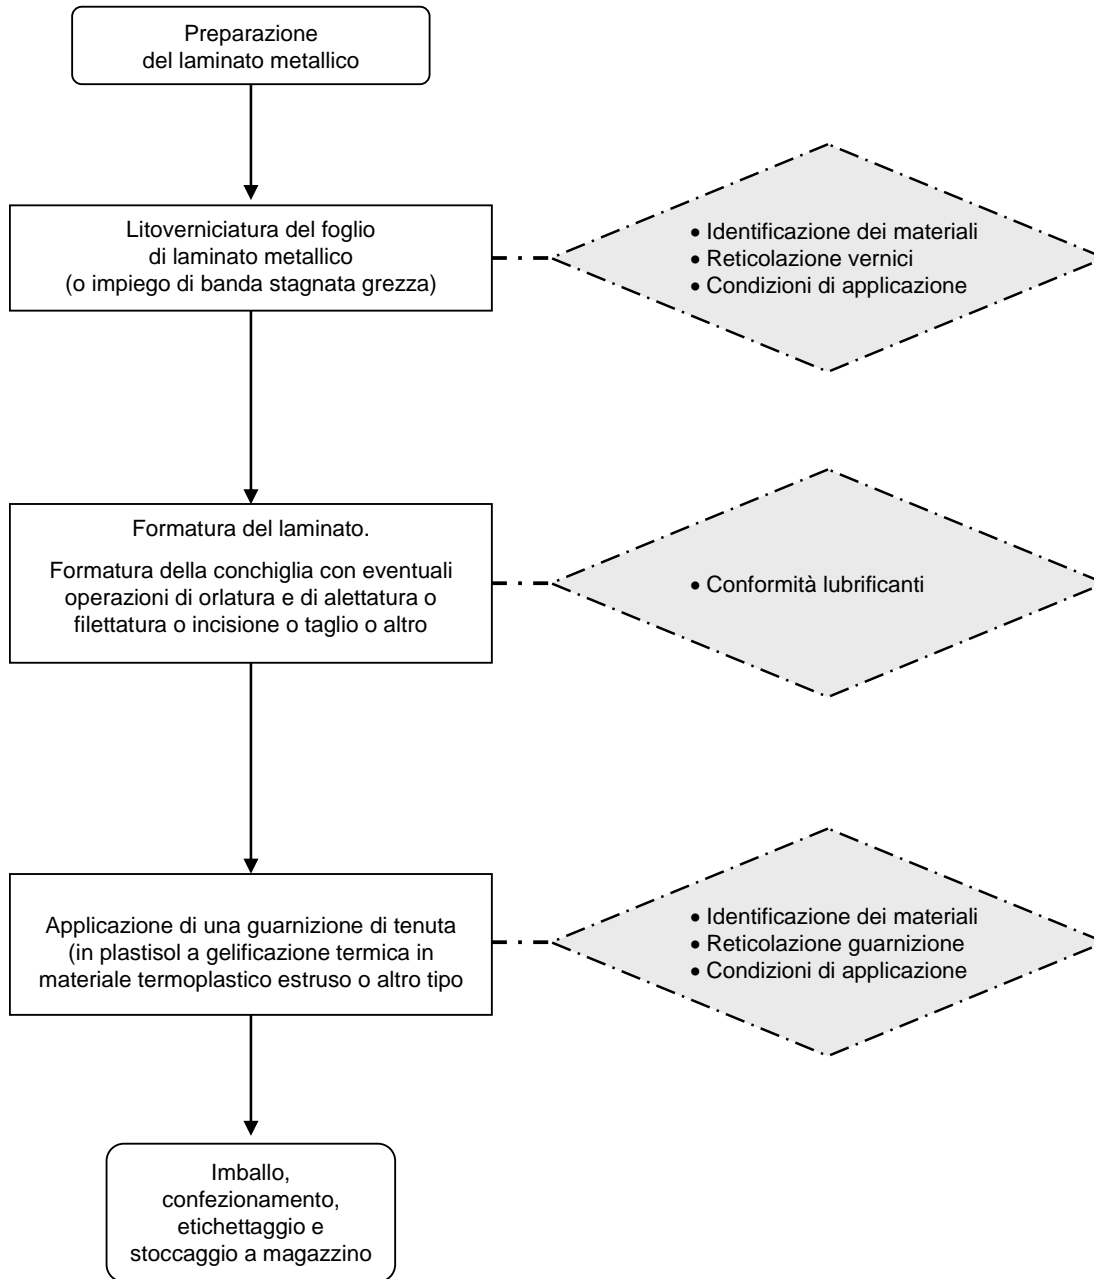 Preparazione
del laminato metallico
Litoverniciatura del foglio
di laminato metallico
(o impiego di banda stagnata grezza)
• Identificazione dei materiali
• Reticolazione vernici
• Condizioni di applicazione
Formatura del laminato.
Formatura della conchiglia con eventuali
operazioni di orlatura e di alettatura o
filettatura o incisione o taglio o altro
• Conformità lubrificanti
Applicazione di una guarnizione di tenuta
(in plastisol a gelificazione termica in
materiale termoplastico estruso o altro tipo
• Identificazione dei materiali
• Reticolazione guarnizione
• Condizioni di applicazione
Imballo,
confezionamento,
etichettaggio e
stoccaggio a magazzino